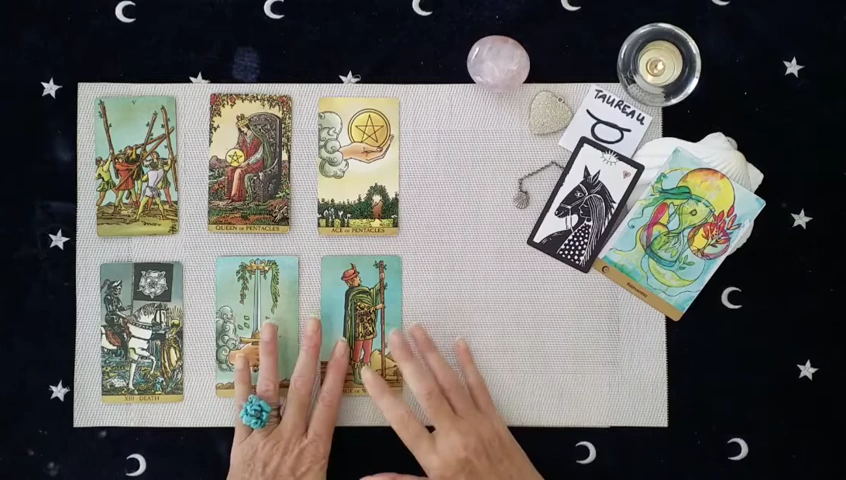 V
QUEEN OF PENTACLES
ACE OF PENTACLES
TAUREAU
XIII · DEATH